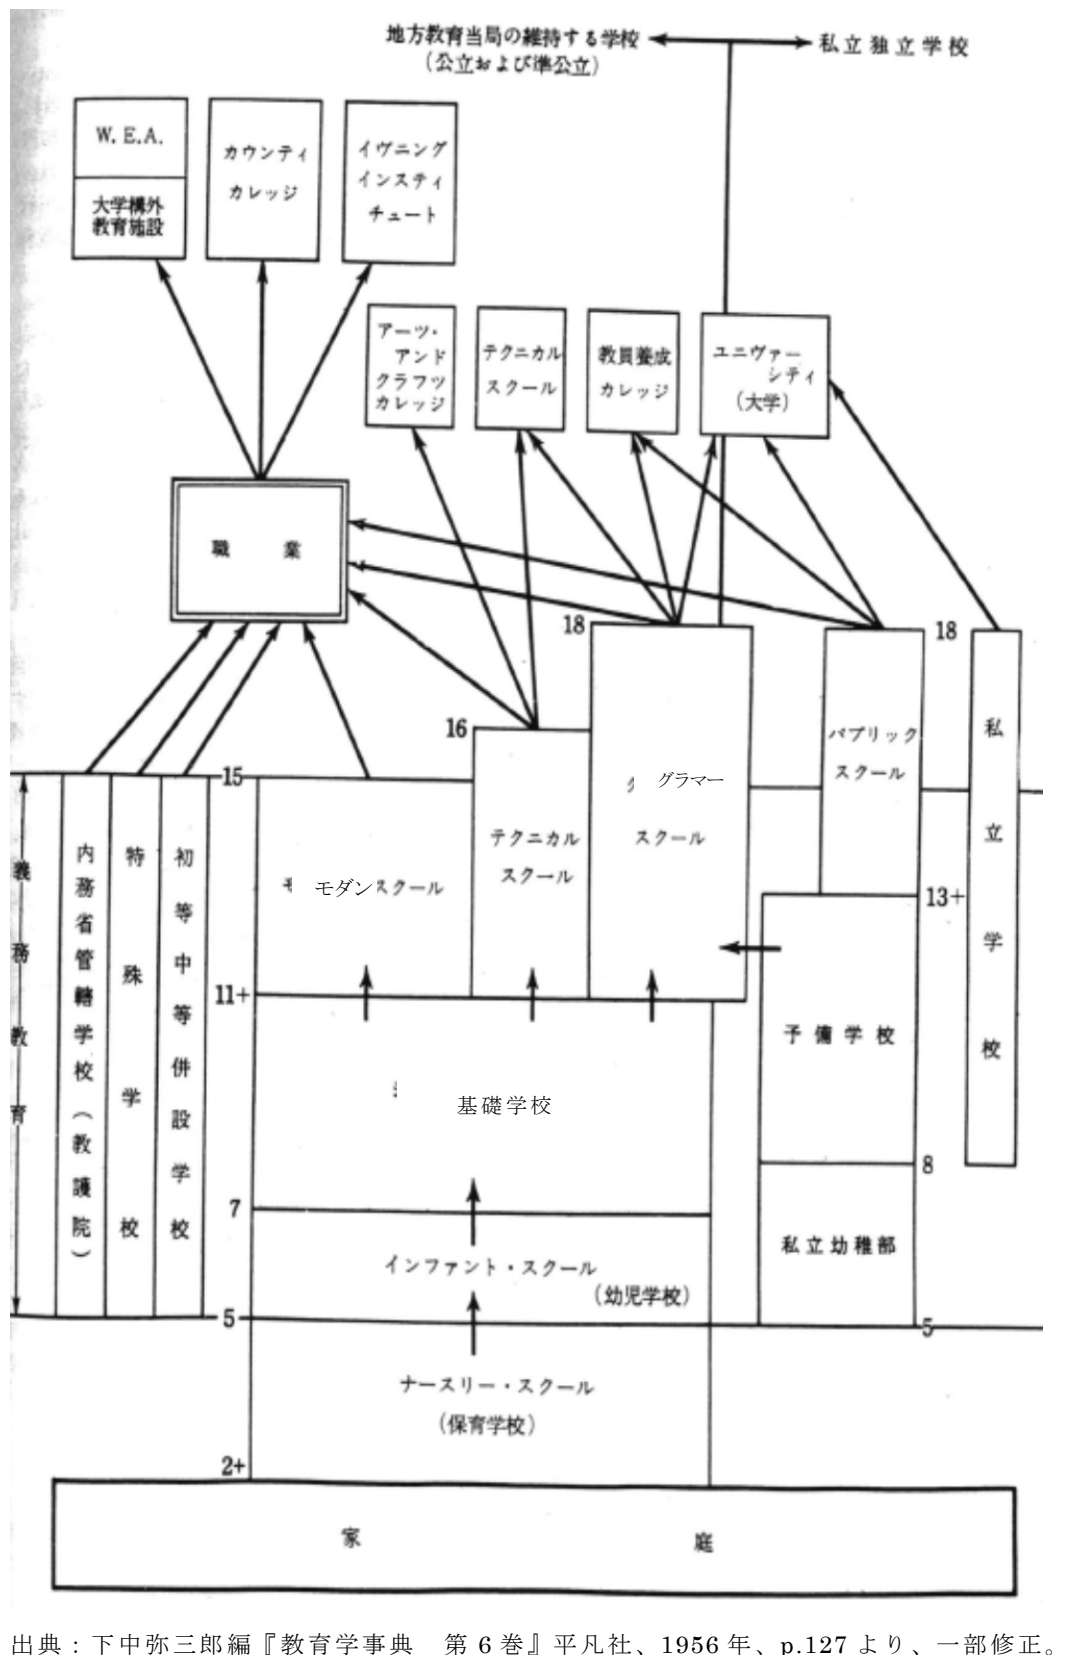 地方教育当局の維持する学校
(公立および準公立)
私立独立学校
W. E. A.
大学構外
教育施設
カウンティ
カレッジ
イヴニング
インスティ
チュート
アーツ・
アンド
クラフツ
カレッジ
テクニカル
スクール
教員養成
カレッジ
ユニヴァー
シティ
(大学)
職業
18
18
16
15
グラマー
スクール
パブリック
スクール
私立学校
テクニカル
スクール
モダンスクール
義務教育
内務省管轄学校(教護院)
特殊学校
初等中等併設学校
13+
11+
予備学校
基礎学校
8
7
私立幼稚部
インファント・スクール
(幼児学校)
5
5
ナースリー・スクール
(保育学校)
2+
家庭
出典:下中弥三郎編『教育学事典 第6巻』平凡社、1956年、p.127より、一部修正。